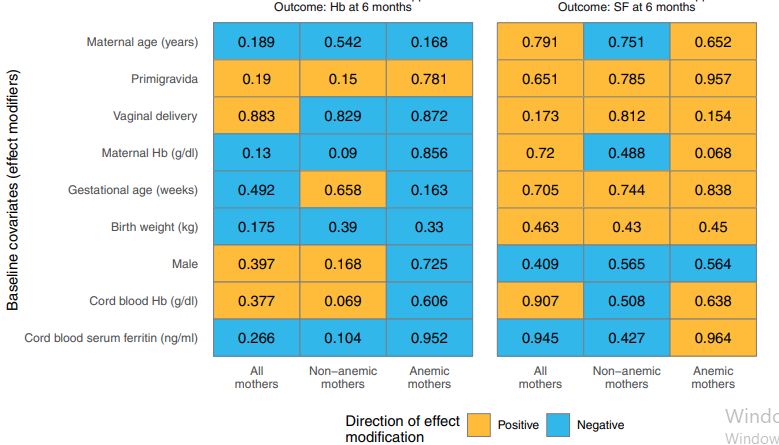 Outcome: Hb at 6 months Outcome: SF at 6 months
Baseline covariates (effect modifiers)
Maternal age (years) 0.189 0.542 0.168 0.791 0.751 0.652
Primigravida 0.19 0.15 0.781 0.651 0.785 0.957
Vaginal delivery 0.883 0.829 0.872 0.173 0.812 0.154
Maternal Hb (g/dl) 0.13 0.09 0.856 0.72 0.488 0.068
Gestational age (weeks) 0.492 0.658 0.163 0.705 0.744 0.838
Birth weight (kg) 0.175 0.39 0.33 0.463 0.43 0.45
Male 0.397 0.168 0.725 0.409 0.565 0.564
Cord blood Hb (g/dl) 0.377 0.069 0.606 0.907 0.508 0.638
Cord blood serum ferritin (ng/ml) 0.266 0.104 0.952 0.945 0.427 0.964
All Non−anemic Anemic All Non−anemic Anemic
mothers mothers mothers mothers mothers mothers
Direction of effect Positive Negative
modification
Window